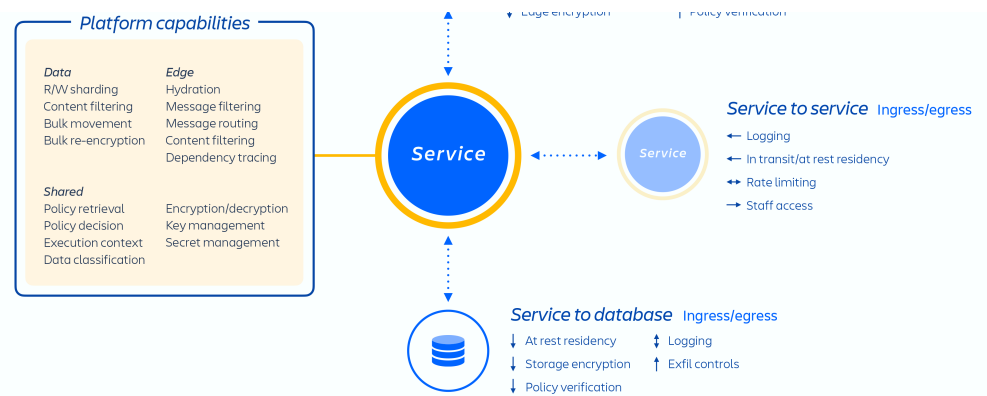 Platform capabilities
Edge encryption
Policy verification
Data
R/W sharding
Content filtering
Bulk movement
Bulk re-encryption
Edge
Hydration
Message filtering
Message routing
Content filtering
Dependency tracing
Shared
Policy retrieval
Policy decision
Execution context
Data classification
Encryption/decryption
Key management
Secret management
Service
Service
Service to service Ingress/egress
Logging
In transit/at rest residency
Rate limiting
Staff access
Service to database Ingress/egress
At rest residency
Storage encryption
Policy verification
Logging
Exfil controls